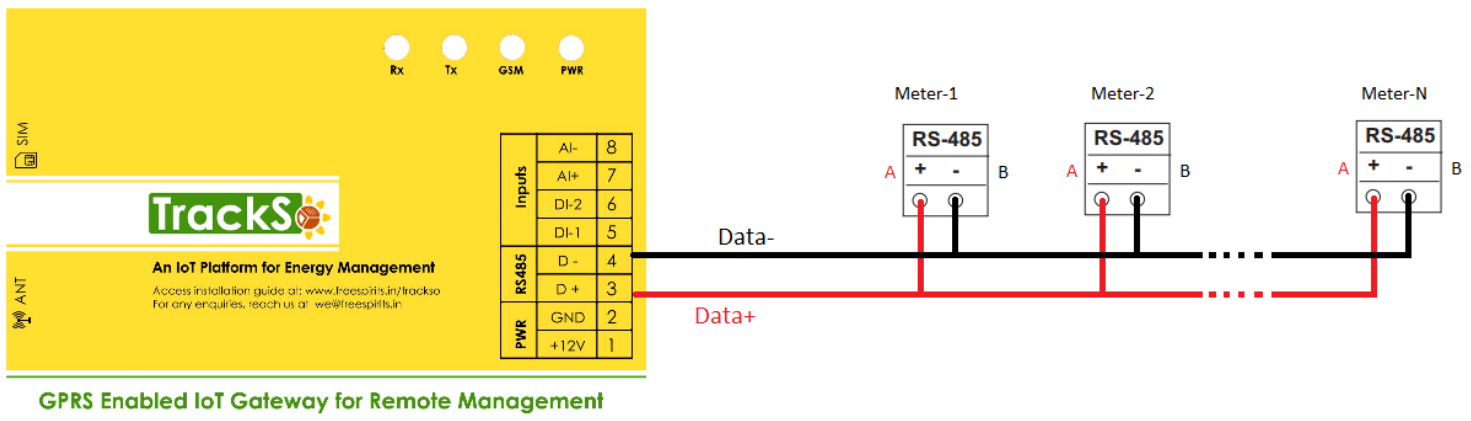 Rx Tx GSM PWR
SIM
TrackSo
An IoT Platform for Energy Management
Access installation guide at: www.freespirits.in/trackso
For any enquiries, reach us at we@freespirits.in
ANT
Inputs
AI- 8
AI+ 7
DI-2 6
DI-1 5
RS485
D - 4
D + 3
PWR
GND 2
+12V 1
GPRS Enabled IoT Gateway for Remote Management
Data-
Data+
Meter-1
RS-485
A + - B
Meter-2
RS-485
A + - B
Meter-N
RS-485
A + - B